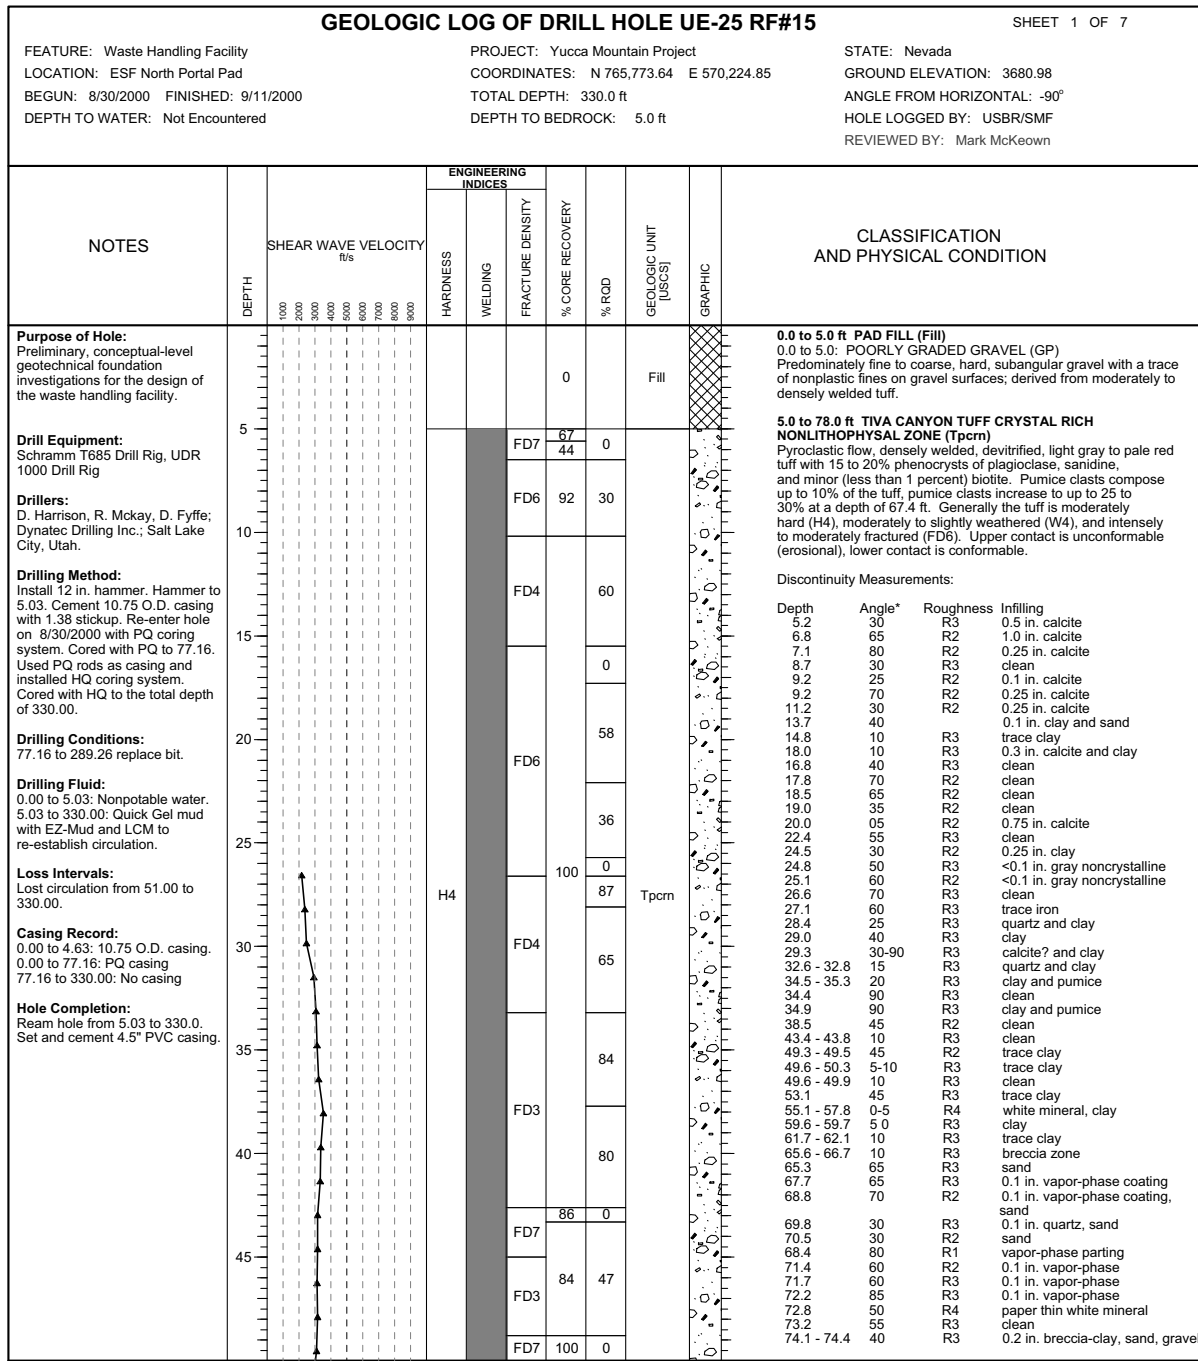 GEOLOGIC LOG OF DRILL HOLE UE-25 RF#15
SHEET 1 OF 7
FEATURE: Waste Handling Facility
LOCATION: ESF North Portal Pad
BEGUN: 8/30/2000 FINISHED: 9/11/2000
DEPTH TO WATER: Not Encountered
PROJECT: Yucca Mountain Project
COORDINATES: N 765,773.64 E 570,224.85
TOTAL DEPTH: 330.0 ft
DEPTH TO BEDROCK: 5.0 ft
STATE: Nevada
GROUND ELEVATION: 3680.98
ANGLE FROM HORIZONTAL: -90°
HOLE LOGGED BY: USBR/SMF
REVIEWED BY: Mark McKeown
NOTES
DEPTH
SHEAR WAVE VELOCITY
ft/s
1000 2000 3000 4000 5000 6000 7000 8000 9000
ENGINEERING
INDICES
HARDNESS
WELDING
FRACTURE DENSITY
% CORE RECOVERY
% RQD
GEOLOGIC UNIT
[USCS]
GRAPHIC
CLASSIFICATION
AND PHYSICAL CONDITION
Purpose of Hole:
Preliminary, conceptual-level
geotechnical foundation
investigations for the design of
the waste handling facility.
Drill Equipment:
Schramm T685 Drill Rig, UDR
1000 Drill Rig
Drillers:
D. Harrison, R. Mckay, D. Fyffe;
Dynatec Drilling Inc.; Salt Lake
City, Utah.
Drilling Method:
Install 12 in. hammer. Hammer to
5.03. Cement 10.75 O.D. casing
with 1.38 stickup. Re-enter hole
on 8/30/2000 with PQ coring
system. Cored with PQ to 77.16.
Used PQ rods as casing and
installed HQ coring system.
Cored with HQ to the total depth
of 330.00.
Drilling Conditions:
77.16 to 289.26 replace bit.
Drilling Fluid:
0.00 to 5.03: Nonpotable water.
5.03 to 330.00: Quick Gel mud
with EZ-Mud and LCM to
re-establish circulation.
Loss Intervals:
Lost circulation from 51.00 to
330.00.
Casing Record:
0.00 to 4.63: 10.75 O.D. casing.
0.00 to 77.16: PQ casing
77.16 to 330.00: No casing
Hole Completion:
Ream hole from 5.03 to 330.0.
Set and cement 4.5" PVC casing.
5
10
15
20
25
30
35
40
45
H4
FD7
FD6
FD4
FD6
FD4
FD3
FD7
FD3
FD7
0
67
44
92
100
86
84
100
0
30
60
0
58
36
0
87
65
84
80
0
47
0
Fill
Tpcrn
0.0 to 5.0 ft PAD FILL (Fill)
0.0 to 5.0: POORLY GRADED GRAVEL (GP)
Predominately fine to coarse, hard, subangular gravel with a trace
of nonplastic fines on gravel surfaces; derived from moderately to
densely welded tuff.
5.0 to 78.0 ft TIVA CANYON TUFF CRYSTAL RICH
NONLITHOPHYSAL ZONE (Tpcrn)
Pyroclastic flow, densely welded, devitrified, light gray to pale red
tuff with 15 to 20% phenocrysts of plagioclase, sanidine,
and minor (less than 1 percent) biotite. Pumice clasts compose
up to 10% of the tuff, pumice clasts increase to up to 25 to
30% at a depth of 67.4 ft. Generally the tuff is moderately
hard (H4), moderately to slightly weathered (W4), and intensely
to moderately fractured (FD6). Upper contact is unconformable
(erosional), lower contact is conformable.
Discontinuity Measurements:
Depth Angle* Roughness Infilling
5.2 30 R3 0.5 in. calcite
6.8 65 R2 1.0 in. calcite
7.1 80 R2 0.25 in. calcite
8.7 30 R3 clean
9.2 25 R2 0.1 in. calcite
9.2 70 R2 0.25 in. calcite
11.2 30 R2 0.25 in. calcite
13.7 40 0.1 in. clay and sand
14.8 10 R3 trace clay
18.0 10 R3 0.3 in. calcite and clay
16.8 40 R3 clean
17.8 70 R2 clean
18.5 65 R2 clean
19.0 35 R2 clean
20.0 05 R2 0.75 in. calcite
22.4 55 R3 clean
24.5 30 R2 0.25 in. clay
24.8 50 R3 <0.1 in. gray noncrystalline
25.1 60 R2 <0.1 in. gray noncrystalline
26.6 70 R3 clean
27.1 60 R3 trace iron
28.4 25 R3 quartz and clay
29.0 40 R3 clay
29.3 30-90 R3 calcite? and clay
32.6 - 32.8 15 R3 quartz and clay
34.5 - 35.3 20 R3 clay and pumice
34.4 90 R3 clean
34.9 90 R3 clay and pumice
38.5 45 R2 clean
43.4 - 43.8 10 R3 clean
49.3 - 49.5 45 R2 trace clay
49.6 - 50.3 5-10 R3 trace clay
49.6 - 49.9 10 R3 clean
53.1 45 R3 trace clay
55.1 - 57.8 0-5 R4 white mineral, clay
59.6 - 59.7 5 0 R3 clay
61.7 - 62.1 10 R3 trace clay
65.6 - 66.7 10 R3 breccia zone
65.3 65 R3 sand
67.7 65 R3 0.1 in. vapor-phase coating
68.8 70 R2 0.1 in. vapor-phase coating,
sand
69.8 30 R3 0.1 in. quartz, sand
70.5 30 R2 sand
68.4 80 R1 vapor-phase parting
71.4 60 R2 0.1 in. vapor-phase
71.7 60 R3 0.1 in. vapor-phase
72.2 85 R3 0.1 in. vapor-phase
72.8 50 R4 paper thin white mineral
73.2 55 R3 clean
74.1 - 74.4 40 R3 0.2 in. breccia-clay, sand, gravel